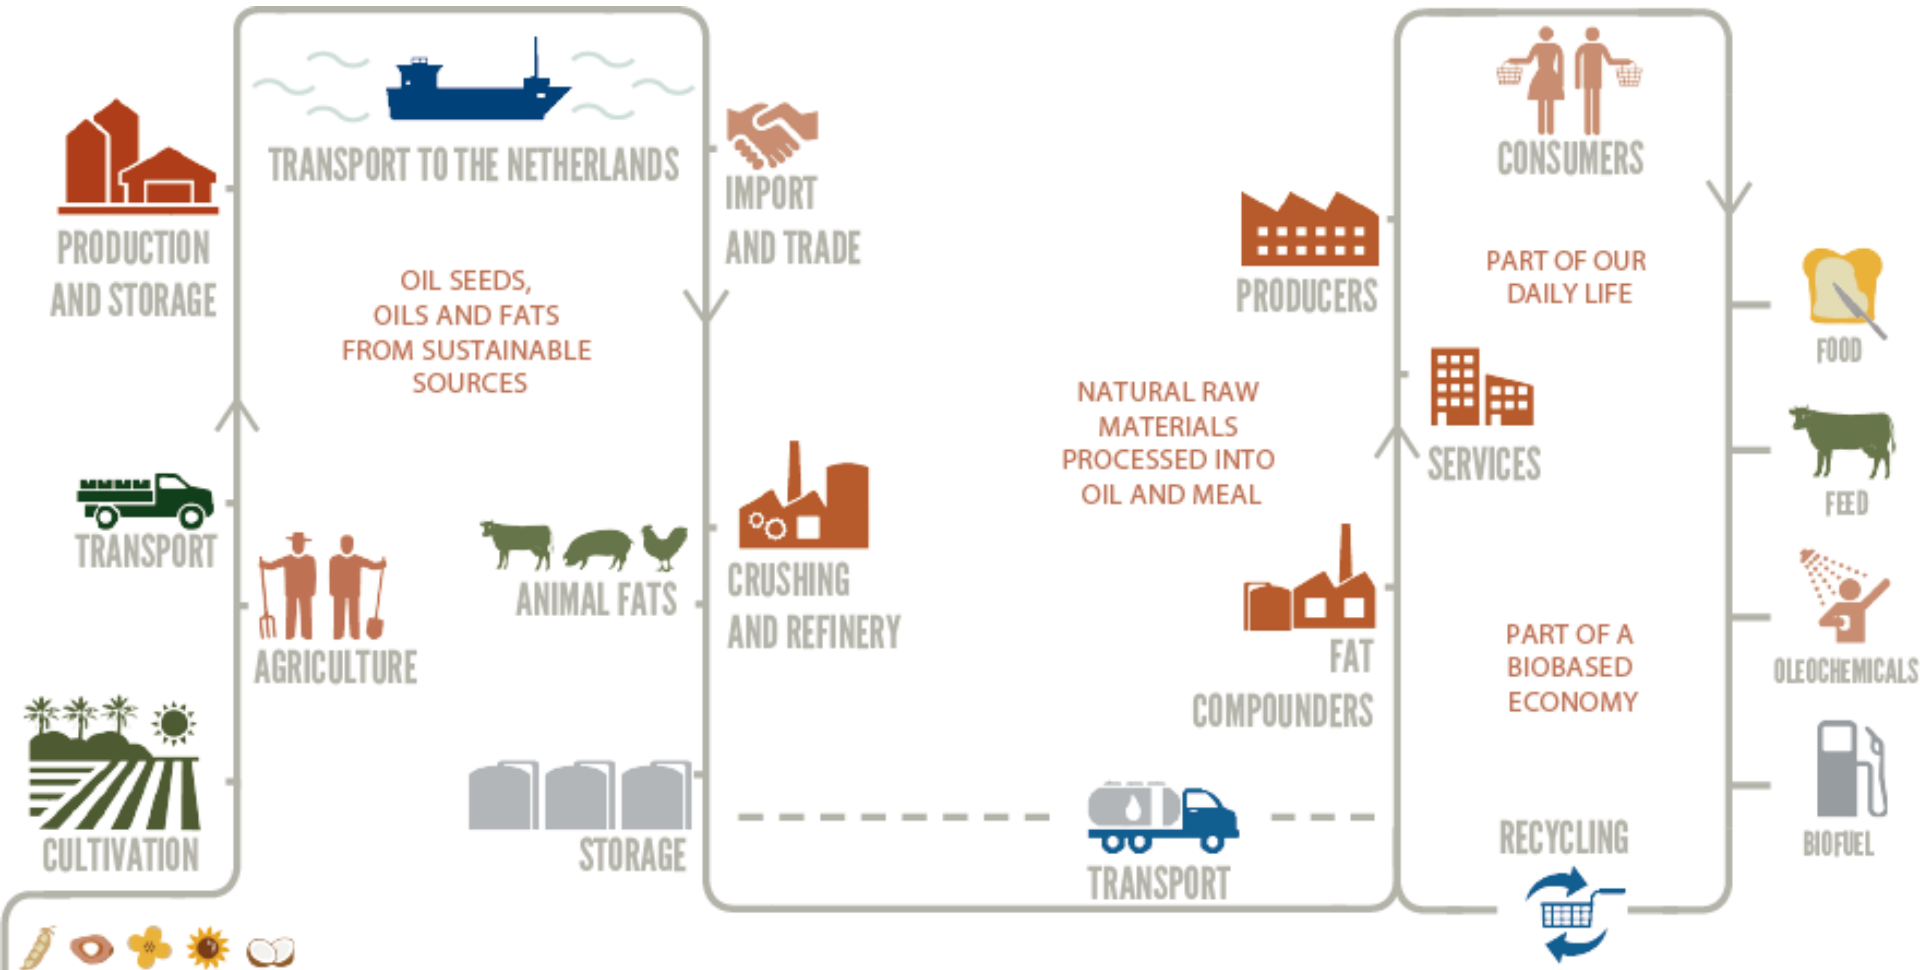 TRANSPORT TO THE NETHERLANDS
PRODUCTION
AND STORAGE
OIL SEEDS,
OILS AND FATS
FROM SUSTAINABLE
SOURCES
TRANSPORT
AGRICULTURE
CULTIVATION
IMPORT
AND TRADE
ANIMAL FATS
CRUSHING
AND REFINERY
STORAGE
TRANSPORT
NATURAL RAW
MATERIALS
PROCESSED INTO
OIL AND MEAL
PRODUCERS
SERVICES
FAT
COMPOUNDERS
CONSUMERS
PART OF OUR
DAILY LIFE
PART OF A
BIOBASED
ECONOMY
RECYCLING
FOOD
FEED
OLEOCHEMICALS
BIOFUEL